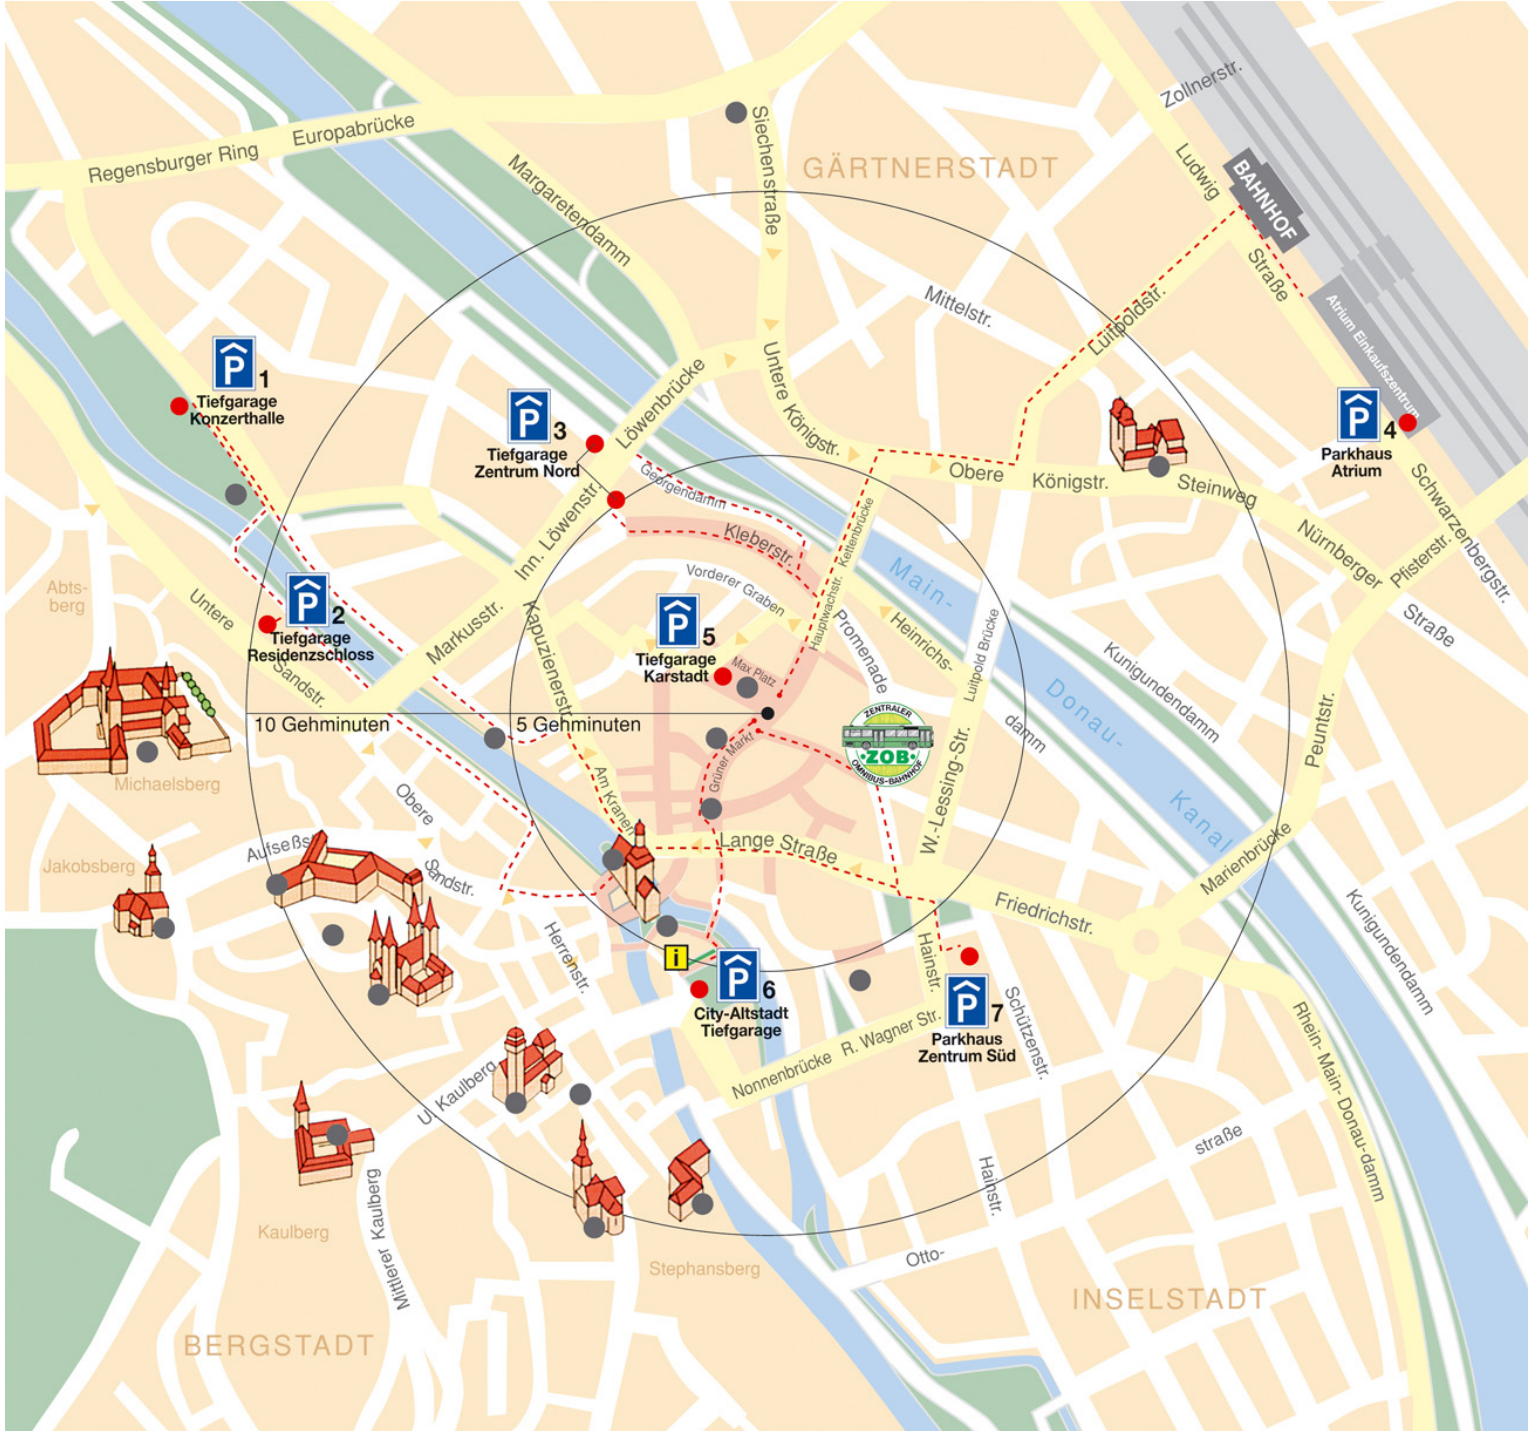 Zollnerstr.
Europabrücke
Regensburger Ring
Siechenstraße
GÄRTNERSTADT
Margaretendamm
Ludwig
BAHNHOF
Straße
Mittelstr.
Luitpoldstr.
Atrium Einkaufszentrum
P 1
Tiefgarage
Konzerthalle
P 3
Tiefgarage
Zentrum Nord
Löwenbrücke
Untere Königstr.
P 4
Parkhaus
Atrium
Obere
Königstr.
Steinweg
Nürnberger
Straße
Schwarzenbergstr.
Pfisterstr.
Georgendamm
Kleberstr.
Kettenbrücke
Inn. Löwenstr.
Vorderer Graben
Hauptwachstr.
Promenade
Heinrichs-
damm
Main-
Donau-
Kanal
Luitpold Brücke
Kunigundendamm
Abts-
berg
Untere
Sandstr.
P 2
Tiefgarage
Residenzschloss
Markusstr.
Kapuzinerstr.
P 5
Tiefgarage
Karstadt
Max Platz
10 Gehminuten
5 Gehminuten
ZENTRALER
ZOB
OMNIBUS-BAHNHOF
Grüner Markt
Peuntstr.
Michaelsberg
Am Kranen
W.-Lessing-Str.
Obere
Sandstr.
Lange Straße
Marienbrücke
Jakobsberg
Aufseßstr.
Friedrichstr.
Kunigundendamm
Herrenstr.
i
P 6
City-Altstadt
Tiefgarage
Hainstr.
P 7
Parkhaus
Zentrum Süd
Schützenstr.
R. Wagner Str.
Nonnenbrücke
Rhein- Main- Donau-damm
U. Kaulberg
straße
Hainstr.
Mittlerer Kaulberg
Kaulberg
Otto-
Stephansberg
INSELSTADT
BERGSTADT